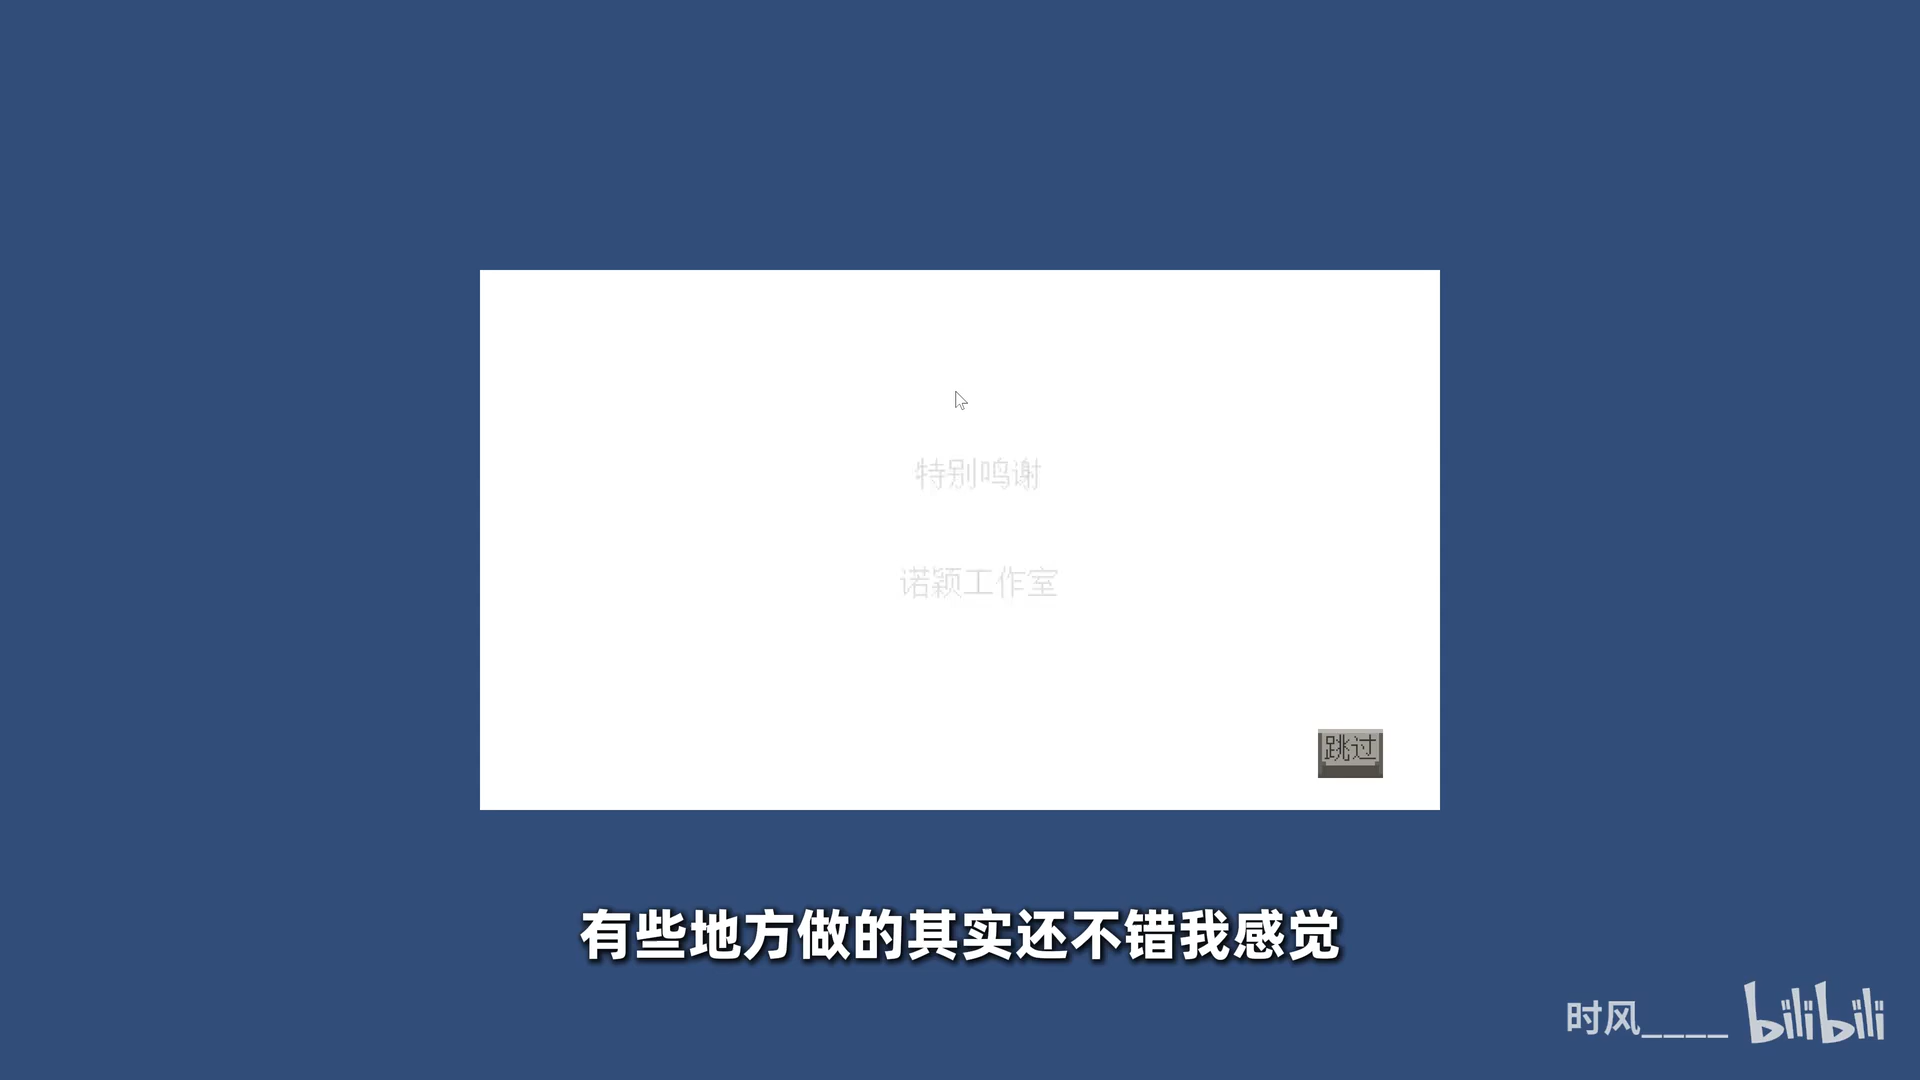 特别鸣谢
诺颖工作室
跳过
有些地方做的其实还不错我感觉
时风____ bilibili